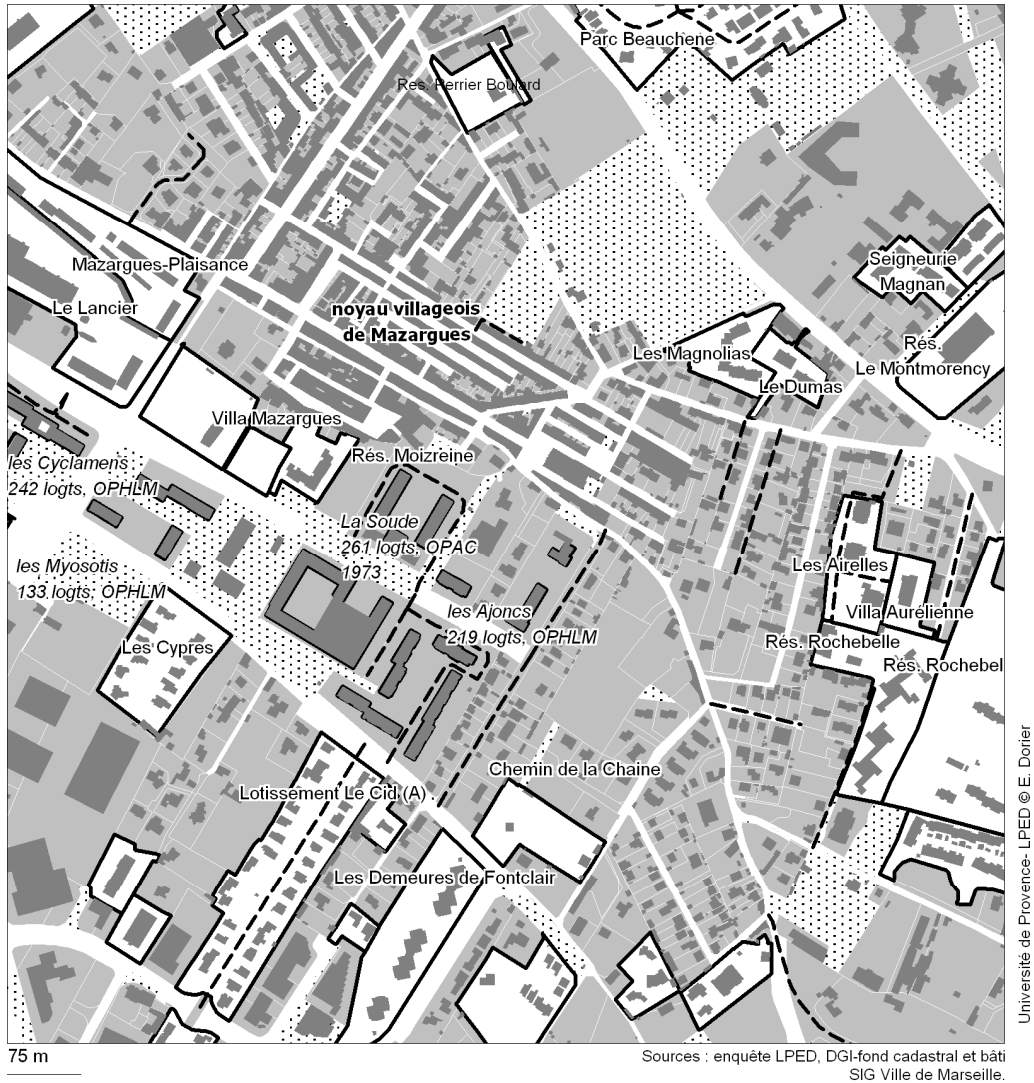 Parc Beauchene
Res. Perrier Boulard
Seigneurie
Magnan
Mazargues-Plaisance
Le Lancier
noyau villageois
de Mazargues
Les Magnolias
Rés.
Le Montmorency
Le Dumas
Villa Mazargues
Rés. Moizreine
les Cyclamens
242 logts, OPHLM
La Soude
261 logts, OPAC
1973
les Myosotis
133 logts, OPHLM
Les Airelles
les Ajoncs
219 logts, OPHLM
Villa Aurélienne
Les Cypres
Rés. Rochebelle
Rés. Rochebel
Chemin de la Chaine
Lotissement Le Cid (A)
Les Demeures de Fontclair
Université de Provence- LPED © E. Dorier
75 m
Sources : enquête LPED, DGI-fond cadastral et bâti
SIG Ville de Marseille.